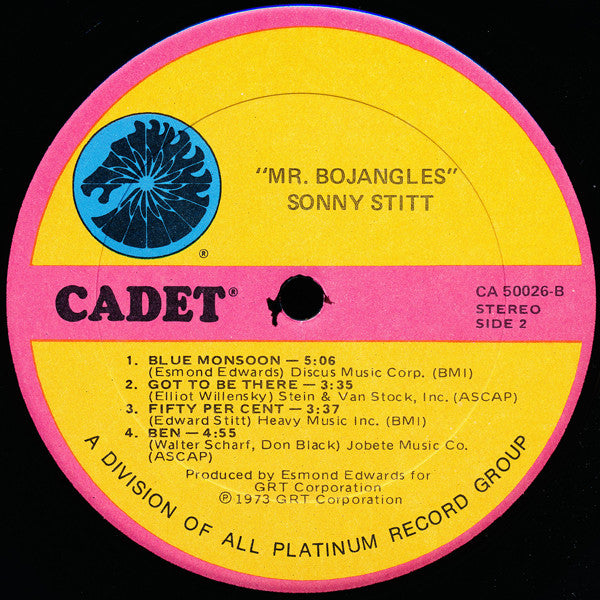 "MR. BOJANGLES"
SONNY STITT
®
CADET®
CA 50026-B
STEREO
SIDE 2
1. BLUE MONSOON — 5:06
(Esmond Edwards) Discus Music Corp. (BMI)
2. GOT TO BE THERE — 3:35
(Elliot Willensky) Stein & Van Stock, Inc. (ASCAP)
3. FIFTY PER CENT — 3:37
(Edward Stitt) Heavy Music Inc. (BMI)
4. BEN — 4:55
(Walter Scharf, Don Black) Jobete Music Co.
(ASCAP)
Produced by Esmond Edwards for
GRT Corporation
℗ 1973 GRT Corporation
A DIVISION OF ALL PLATINUM RECORD GROUP